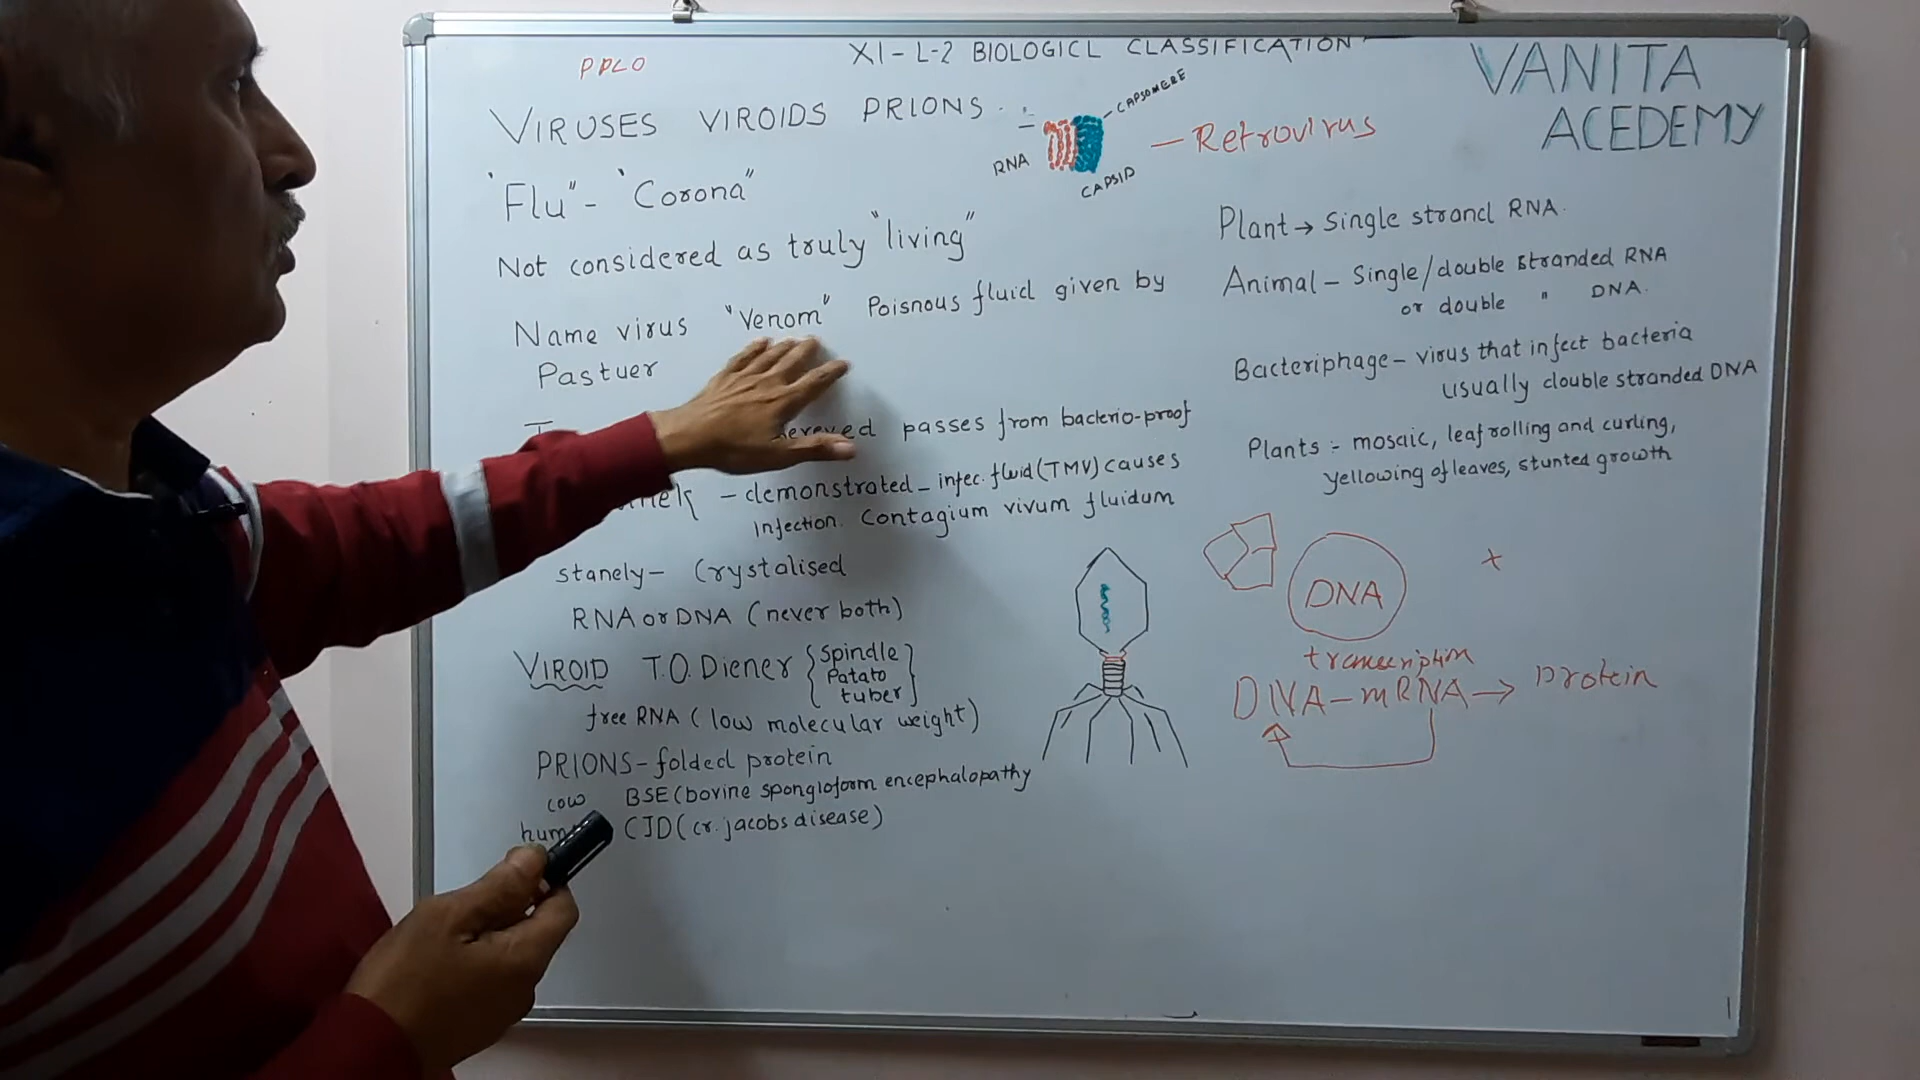 PPLO
XI-L-2 BIOLOGICL CLASSIFICATION
VANITA
ACEDEMY
VIRUSES VIROIDS PRIONS :-
CAPSOMERE
RNA
CAPSID
- Retrovirus
"Flu" - "Corona"
Not considered as truly "living"
Name virus "Venom" Poisnous fluid given by
Pastuer
passes from bacterio-proof
- demonstrated - infec. fluid (TMV) causes
Infection. Contagium vivum fluidum
stanely - Crystalised
RNA or DNA (never both)
VIROID T.O. Diener { Spindle
Patato
tuber }
free RNA (low molecular weight)
PRIONS - folded protein
cow BSE (bovine spongioform encephalopathy
CJD (cr. jacobs disease)
Plant → Single strand RNA.
Animal - Single/double stranded RNA
or double " DNA.
Bacteriphage - virus that infect bacteria
usually double stranded DNA
Plants :- mosaic, leaf rolling and curling,
Yellowing of leaves, stunted growth
DNA
+
transcription
DNA - mRNA → protein